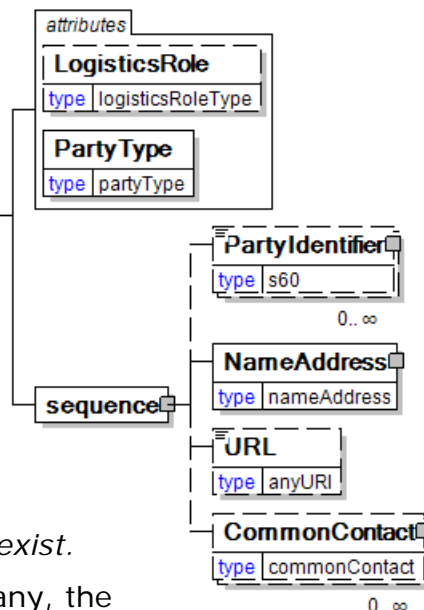 attributes
LogisticsRole
type logisticsRoleType
PartyType
type partyType
PartyIdentifier
type s60
0.. ∞
NameAddress
type nameAddress
sequence
URL
type anyURI
CommonContact
type commonContact
0.. ∞
exist.
any, the